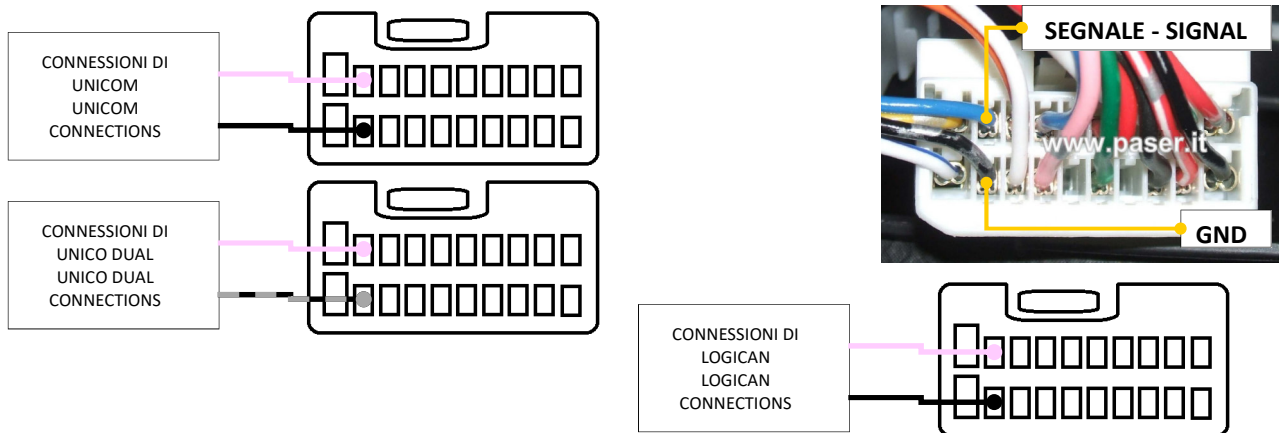 CONNESSIONI DI
UNICOM
UNICOM
CONNECTIONS
CONNESSIONI DI
UNICO DUAL
UNICO DUAL
CONNECTIONS
SEGNALE - SIGNAL
www.paser.it
GND
CONNESSIONI DI
LOGICAN
LOGICAN
CONNECTIONS